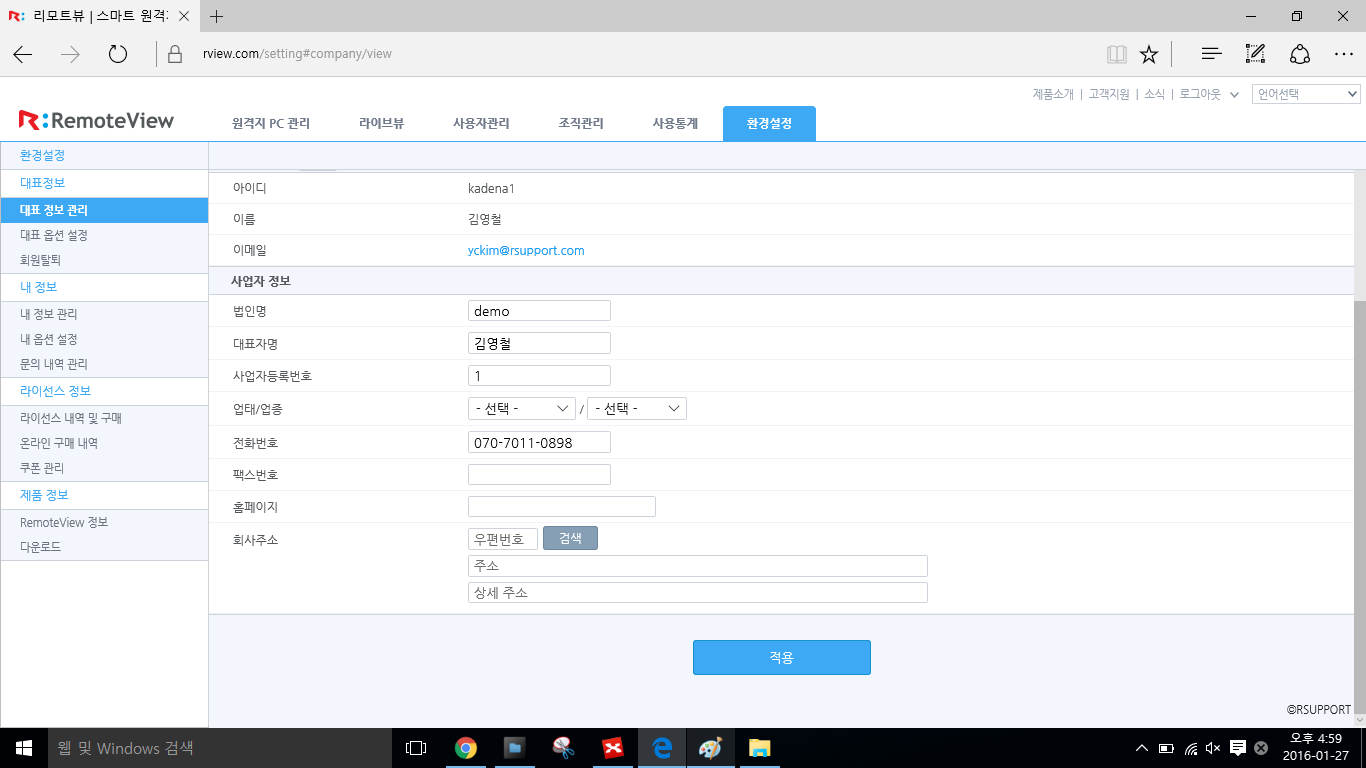 리모트뷰 | 스마트 원격
rview.com/setting#company/view
제품소개 | 고객지원 | 소식 | 로그아웃
언어선택
RemoteView
원격지 PC 관리
라이브뷰
사용자관리
조직관리
사용통계
환경설정
환경설정
대표정보
대표 정보 관리
대표 옵션 설정
회원탈퇴
내 정보
내 정보 관리
내 옵션 설정
문의 내역 관리
라이선스 정보
라이선스 내역 및 구매
온라인 구매 내역
쿠폰 관리
제품 정보
RemoteView 정보
다운로드
아이디 kadena1
이름 김영철
이메일 yckim@rsupport.com
사업자 정보
법인명 demo
대표자명 김영철
사업자등록번호 1
업태/업종 - 선택 - / - 선택 -
전화번호 070-7011-0898
팩스번호
홈페이지
회사주소 우편번호 검색
주소
상세 주소
적용
©RSUPPORT
웹 및 Windows 검색
오후 4:59
2016-01-27